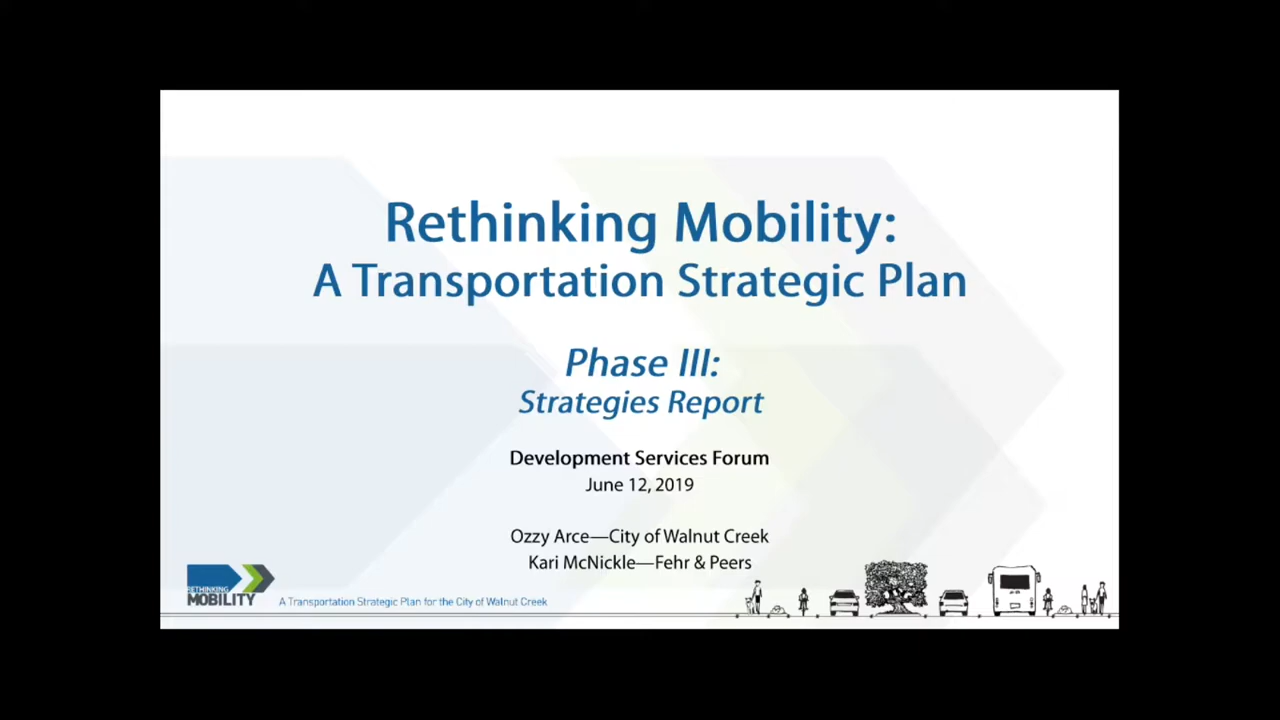 Rethinking Mobility:
A Transportation Strategic Plan
Phase III:
Strategies Report
Development Services Forum
June 12, 2019
Ozzy Arce—City of Walnut Creek
Kari McNickle—Fehr & Peers
RETHINKING
MOBILITY
A Transportation Strategic Plan for the City of Walnut Creek